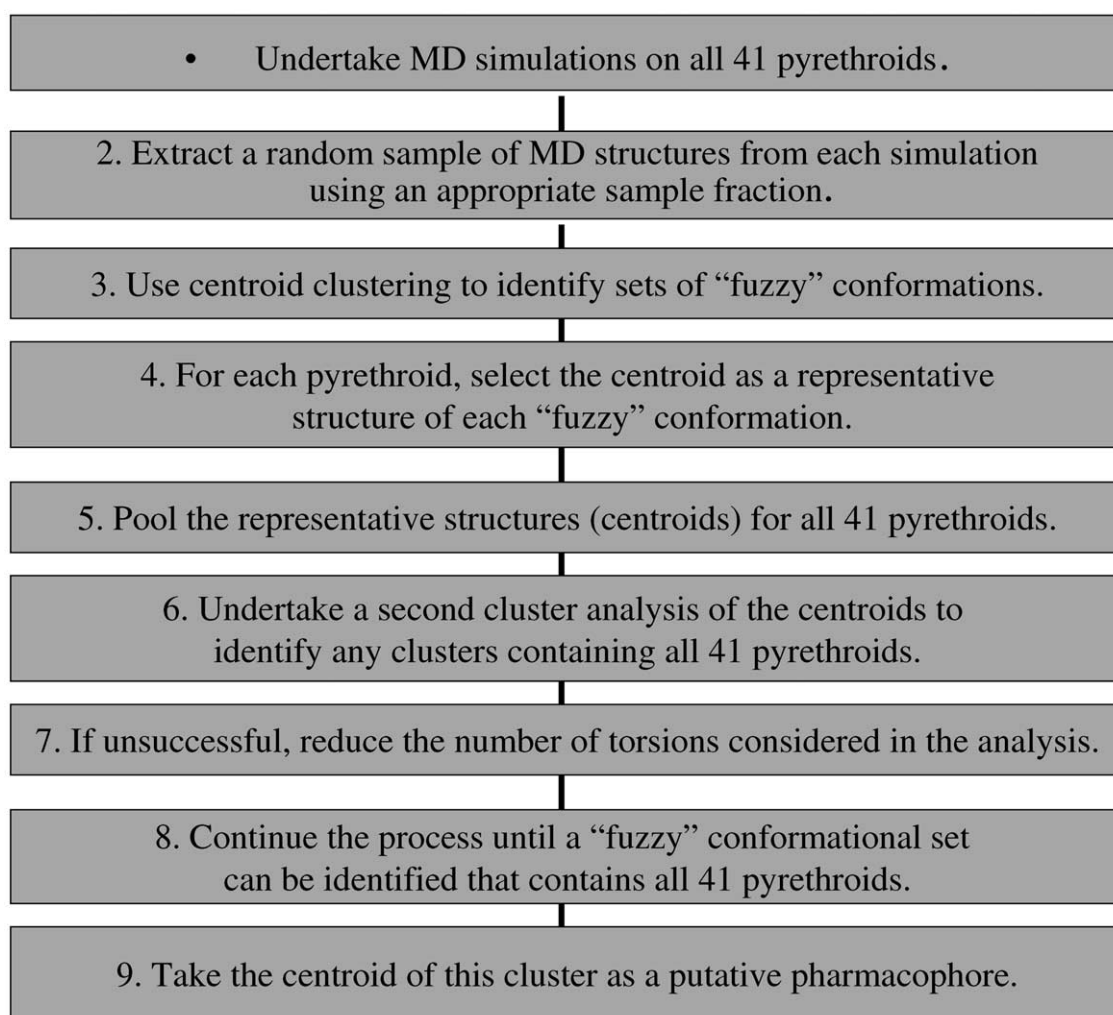 • Undertake MD simulations on all 41 pyrethroids.
2. Extract a random sample of MD structures from each simulation
using an appropriate sample fraction.
3. Use centroid clustering to identify sets of “fuzzy” conformations.
4. For each pyrethroid, select the centroid as a representative
structure of each “fuzzy” conformation.
5. Pool the representative structures (centroids) for all 41 pyrethroids.
6. Undertake a second cluster analysis of the centroids to
identify any clusters containing all 41 pyrethroids.
7. If unsuccessful, reduce the number of torsions considered in the analysis.
8. Continue the process until a “fuzzy” conformational set
can be identified that contains all 41 pyrethroids.
9. Take the centroid of this cluster as a putative pharmacophore.